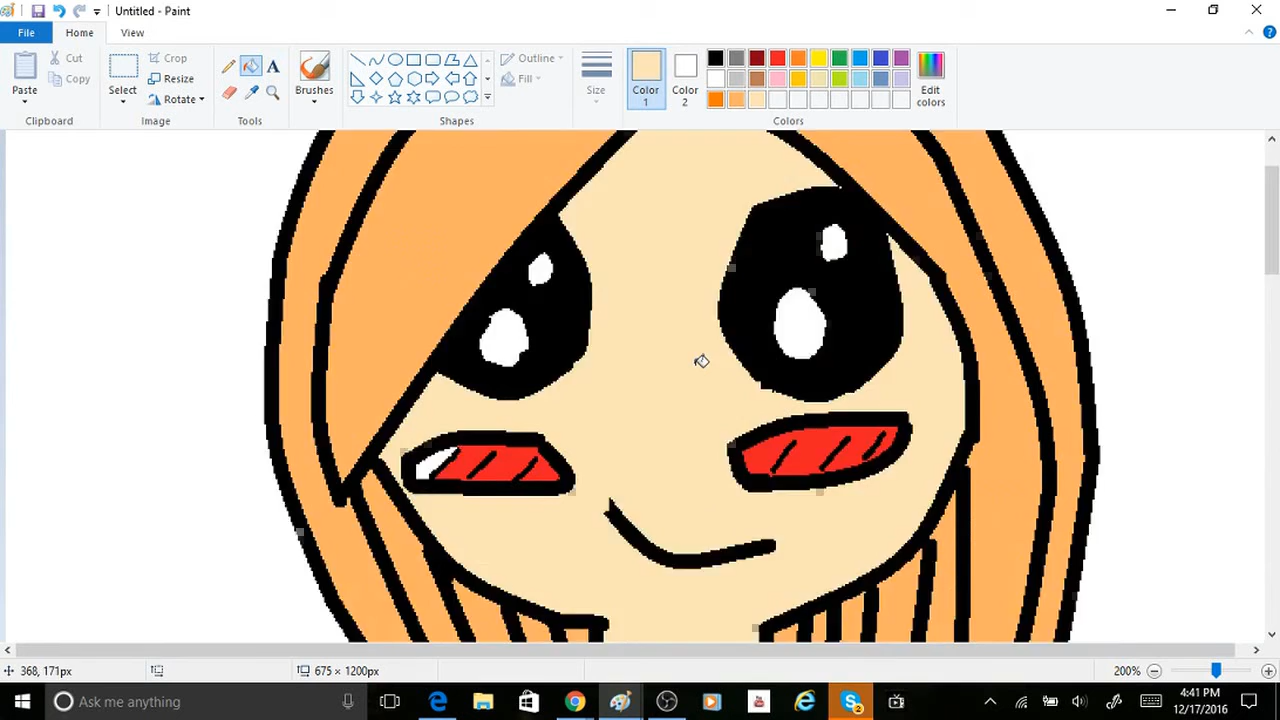 Untitled - Paint
File Home View
Paste
Cut
Copy
Clipboard
Select
Crop
Resize
Rotate
Image
A
Tools
Brushes
Outline
Fill
Shapes
Size
Color 1
Color 2
Edit colors
Colors
368, 171px
675 × 1200px
200%
Ask me anything
2
4:41 PM
12/17/2016